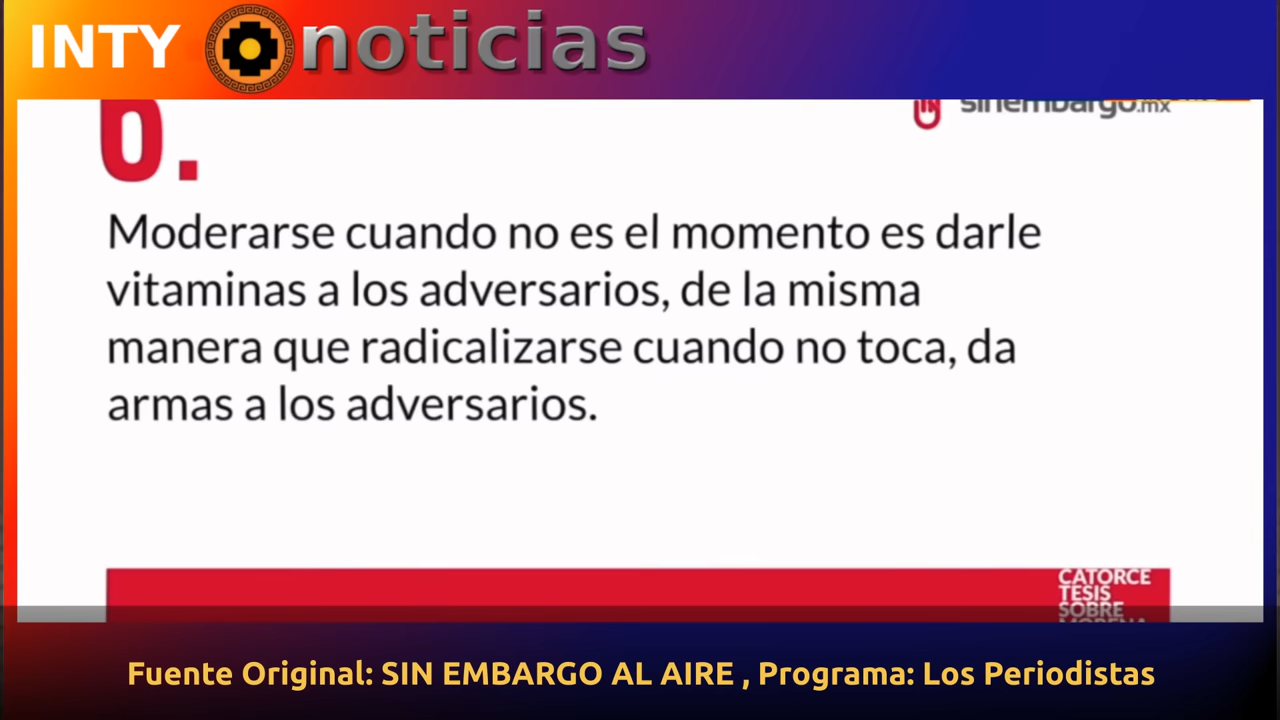 INTY noticias
6.
sinembargo.mx
Moderarse cuando no es el momento es darle
vitaminas a los adversarios, de la misma
manera que radicalizarse cuando no toca, da
armas a los adversarios.
CATORCE
TESIS
SOBRE
MORENA
Fuente Original: SIN EMBARGO AL AIRE , Programa: Los Periodistas